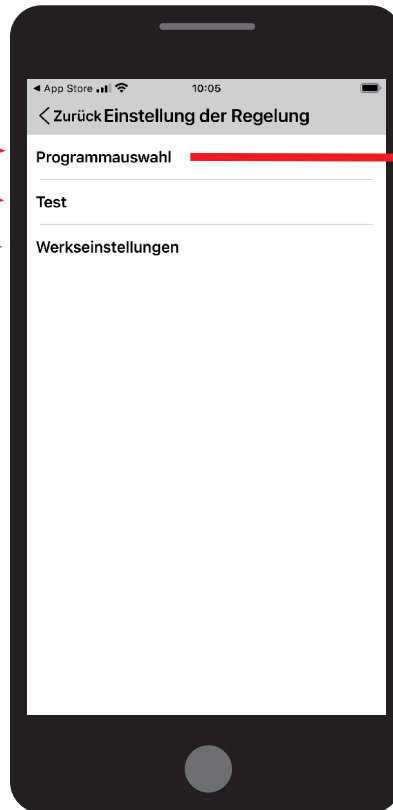 ◄ App Store 10:05
Zurück Einstellung der Regelung
Programmauswahl
Test
Werkseinstellungen